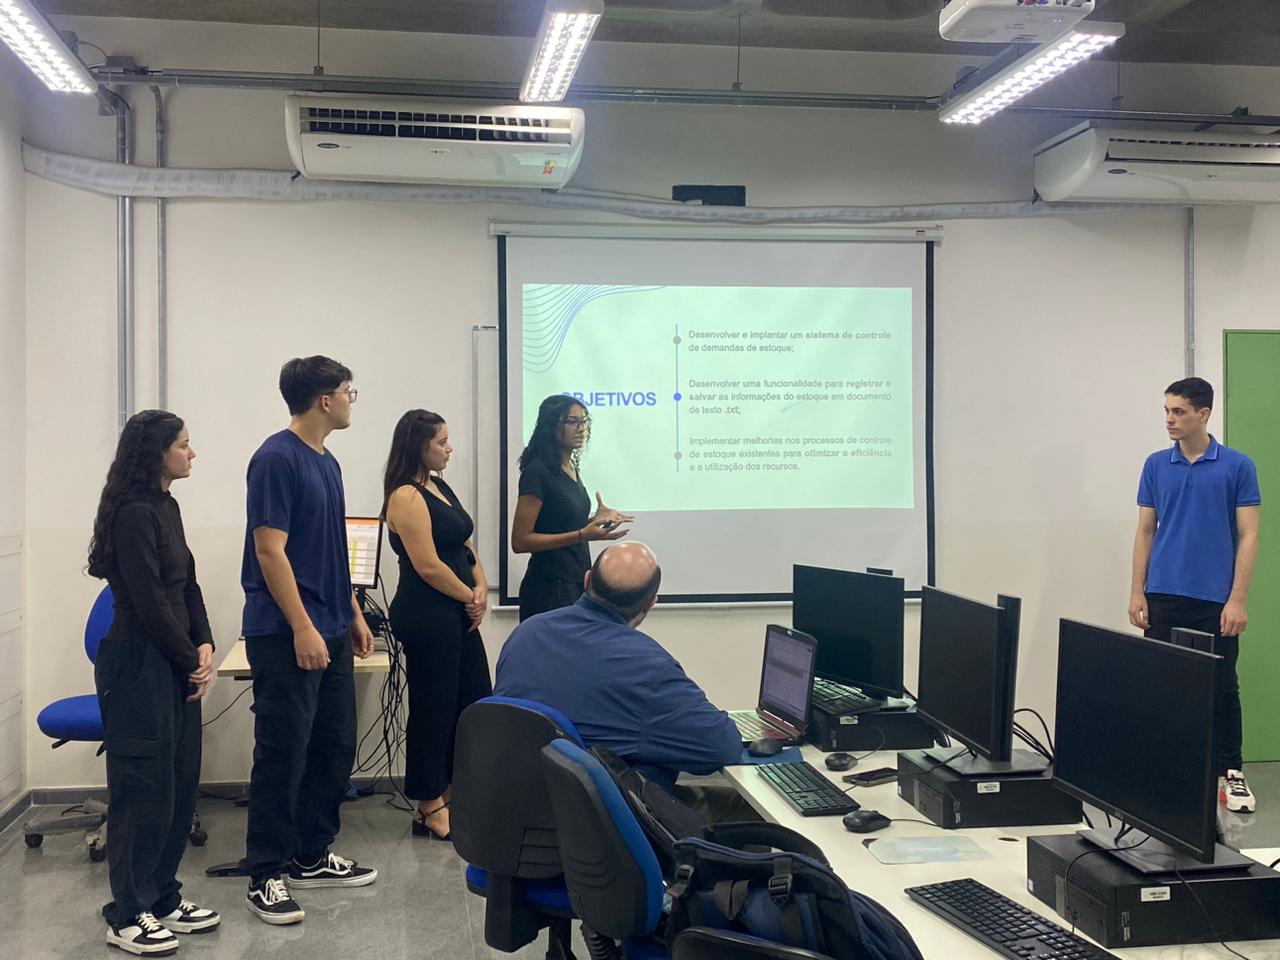 Desenvolver e implantar um sistema de controle
de demandas de estoque;
OBJETIVOS
Desenvolver uma funcionalidade para registrar e
salvar as informações do estoque em documento
de texto .txt;
Implementar melhorias nos processos de controle
de estoque existentes para otimizar a eficiência
e a utilização dos recursos.